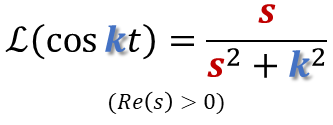 ℒ(cos kt) = s / (s² + k²)
(Re(s) > 0)